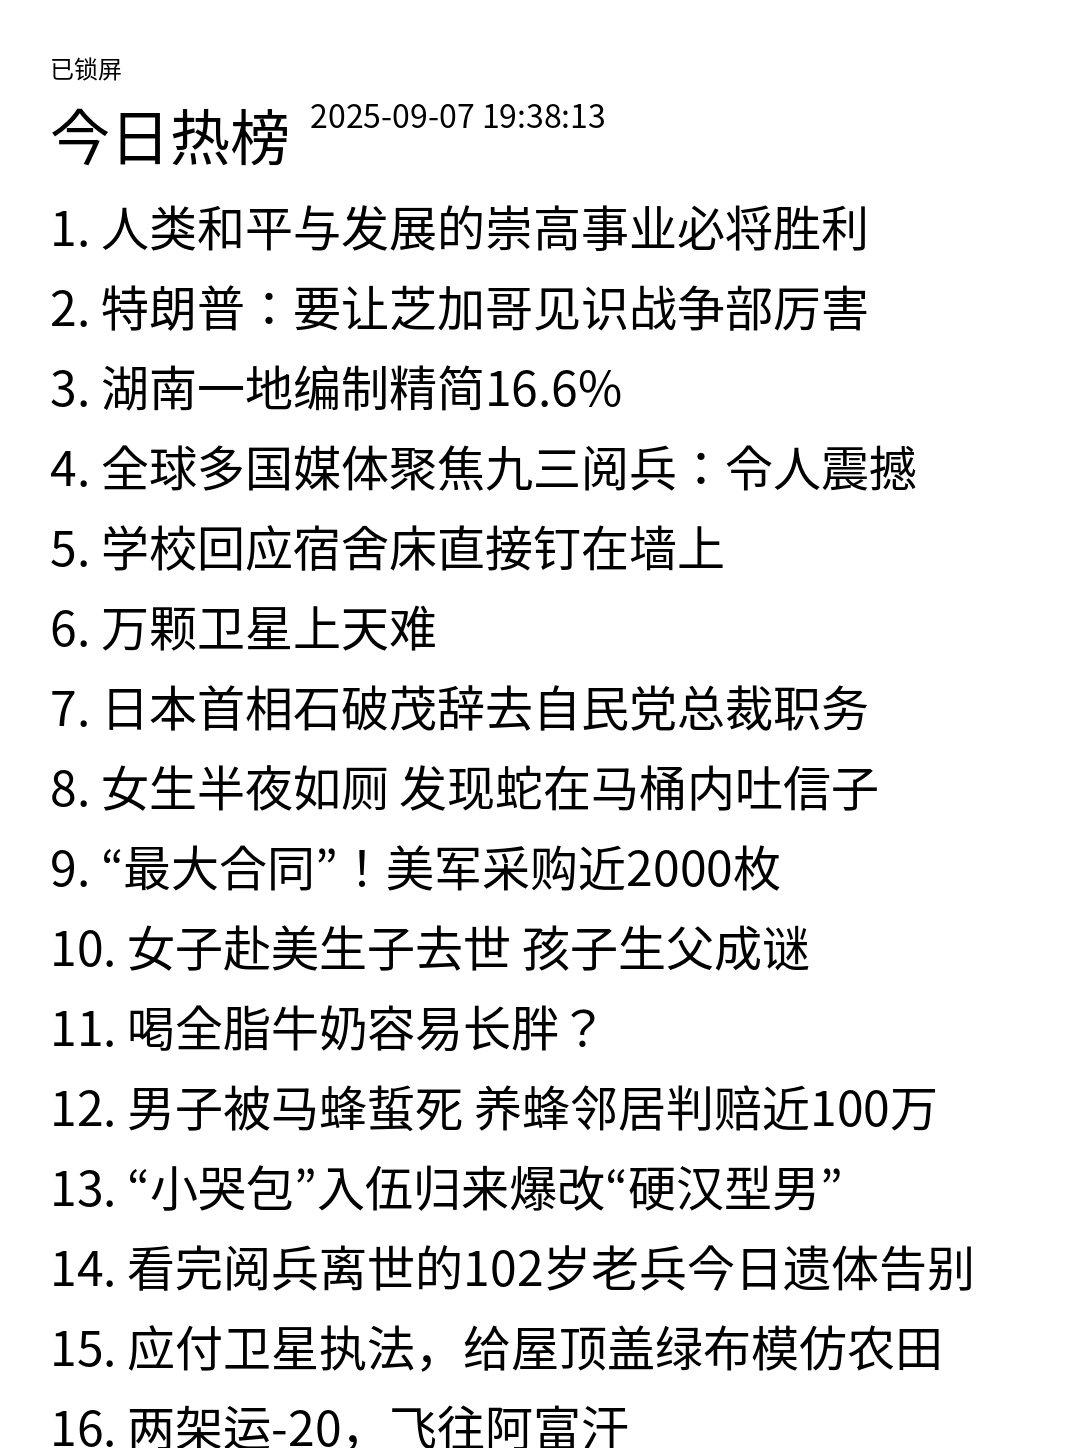 已锁屏
今日热榜 2025-09-07 19:38:13
1. 人类和平与发展的崇高事业必将胜利
2. 特朗普：要让芝加哥见识战争部厉害
3. 湖南一地编制精简16.6%
4. 全球多国媒体聚焦九三阅兵：令人震撼
5. 学校回应宿舍床直接钉在墙上
6. 万颗卫星上天难
7. 日本首相石破茂辞去自民党总裁职务
8. 女生半夜如厕 发现蛇在马桶内吐信子
9. “最大合同”！美军采购近2000枚
10. 女子赴美生子去世 孩子生父成谜
11. 喝全脂牛奶容易长胖？
12. 男子被马蜂蜇死 养蜂邻居判赔近100万
13. “小哭包”入伍归来爆改“硬汉型男”
14. 看完阅兵离世的102岁老兵今日遗体告别
15. 应付卫星执法，给屋顶盖绿布模仿农田
16. 两架运-20，飞往阿富汗